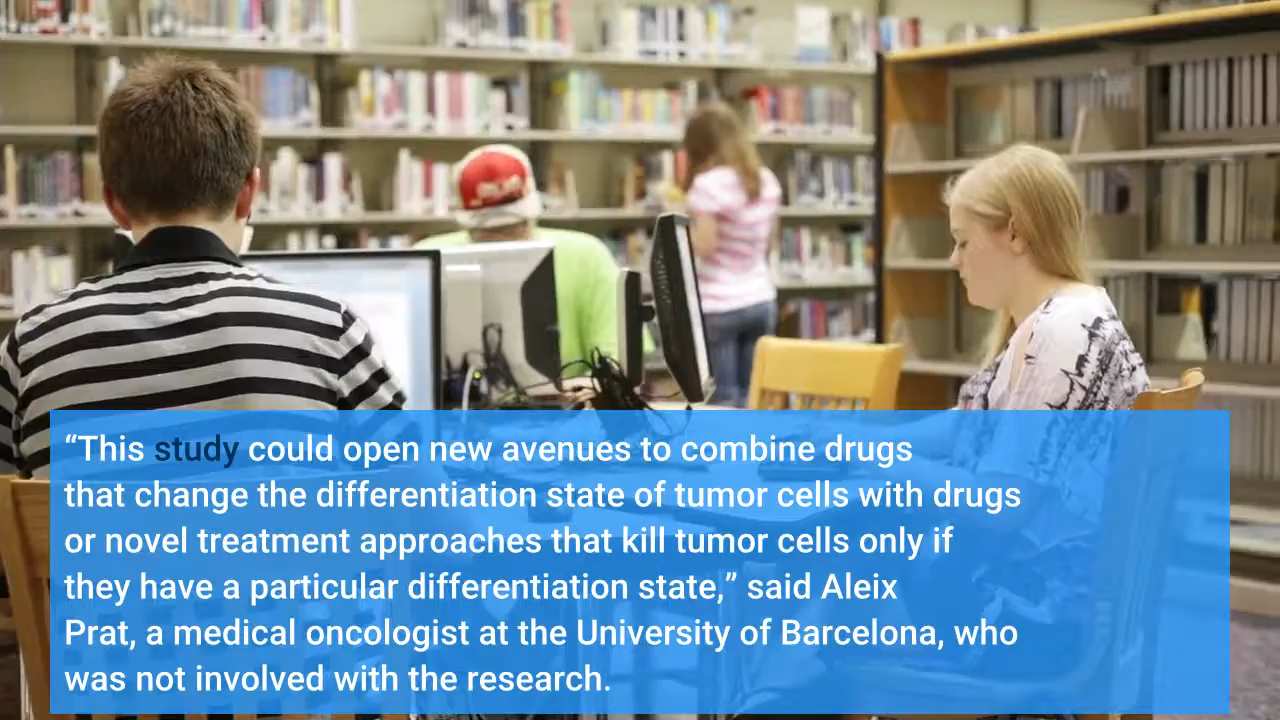 “This study could open new avenues to combine drugs
that change the differentiation state of tumor cells with drugs
or novel treatment approaches that kill tumor cells only if
they have a particular differentiation state,” said Aleix
Prat, a medical oncologist at the University of Barcelona, who
was not involved with the research.